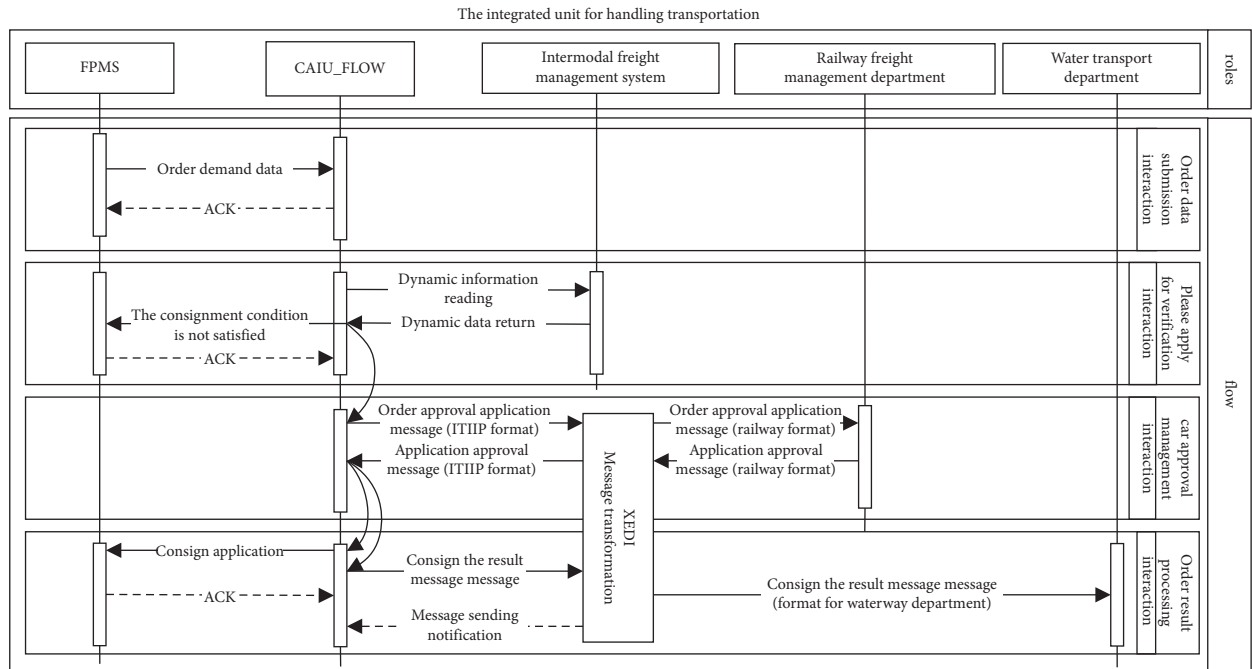 The integrated unit for handling transportation
FPMS
CAIU_FLOW
Intermodal freight
management system
Railway freight
management department
Water transport
department
roles
Order demand data
ACK
Order data
submission
interaction
Dynamic information
reading
The consignment condition
is not satisfied
Dynamic data return
ACK
Please apply
for verification
interaction
flow
Order approval application
message (ITIIP format)
Application approval
message (ITIIP format)
Order approval application
message (railway format)
Application approval
message (railway format)
car approval
management
interaction
XEDI
Message transformation
Consign application
Consign the result
message message
ACK
Consign the result message message
(format for waterway department)
Message sending
notification
Order result
processing
interaction